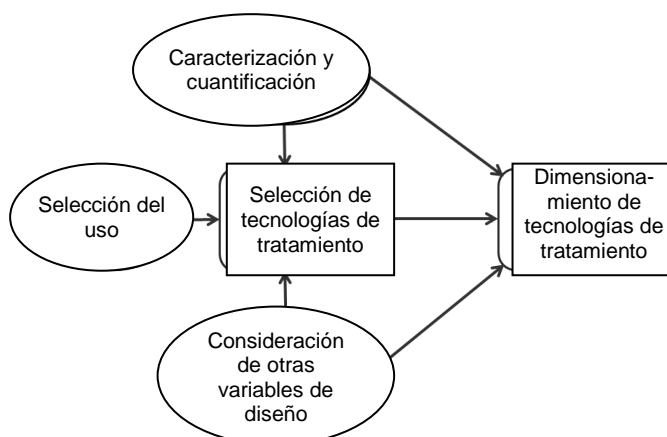 Caracterización y
cuantificación
Selección del
uso
Selección de
tecnologías de
tratamiento
Dimensiona-
miento de
tecnologías de
tratamiento
Consideración
de otras
variables de
diseño